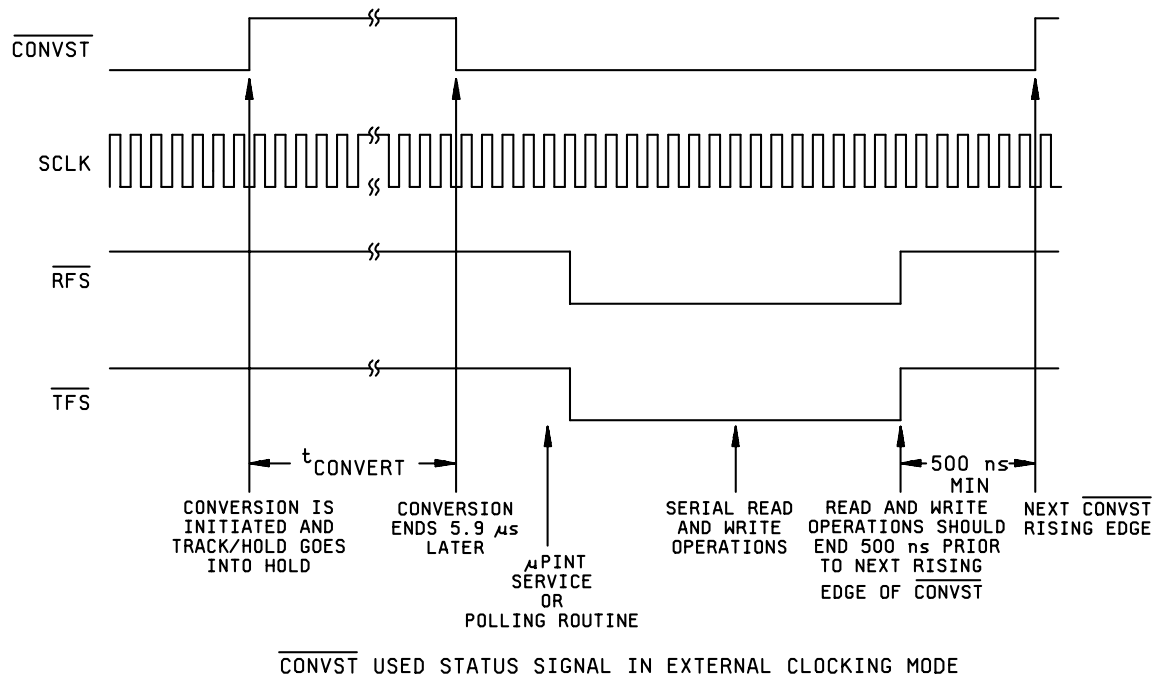 CONVST
SCLK
RFS
TFS
tCONVERT
500 ns
MIN
CONVERSION IS
INITIATED AND
TRACK/HOLD GOES
INTO HOLD
CONVERSION
ENDS 5.9 µs
LATER
µPINT
SERVICE
OR
POLLING ROUTINE
SERIAL READ
AND WRITE
OPERATIONS
READ AND WRITE
OPERATIONS SHOULD
END 500 ns PRIOR
TO NEXT RISING
EDGE OF CONVST
NEXT CONVST
RISING EDGE
CONVST USED STATUS SIGNAL IN EXTERNAL CLOCKING MODE